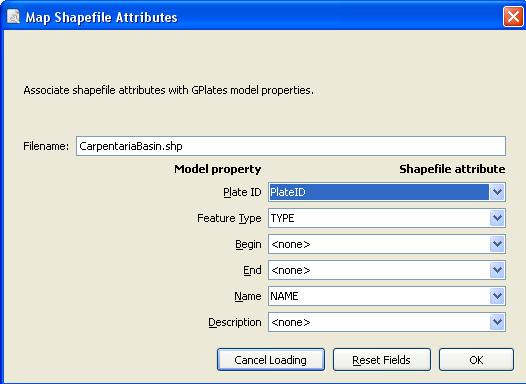 Map Shapefile Attributes
Associate shapefile attributes with GPlates model properties.
Filename: CarpentariaBasin.shp
Model property Shapefile attribute
Plate ID PlateID
Feature Type TYPE
Begin <none>
End <none>
Name NAME
Description <none>
Cancel Loading Reset Fields OK